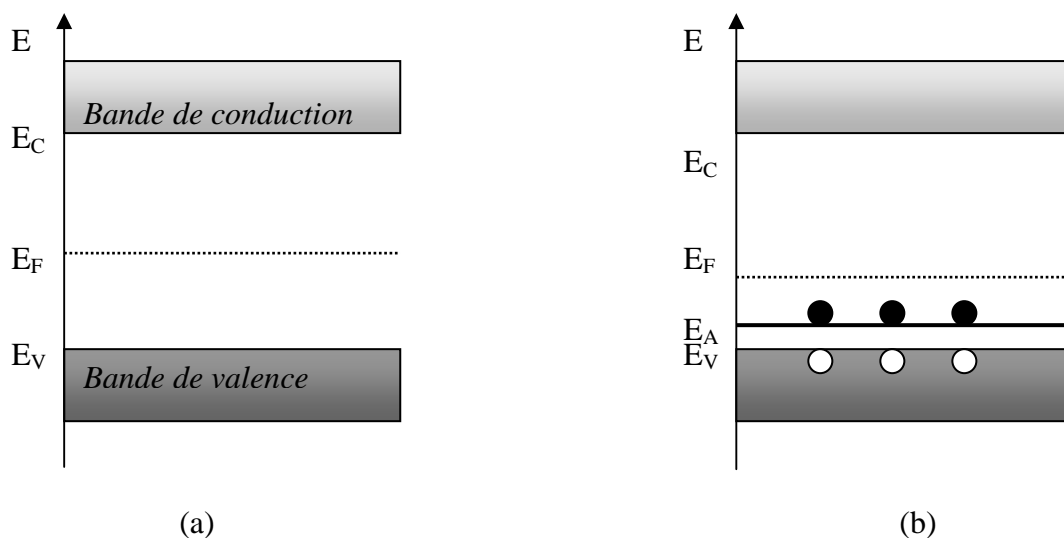 E
Bande de conduction
E_C
E_F
E_V
Bande de valence
(a)
E
E_C
E_F
E_A
E_V
(b)